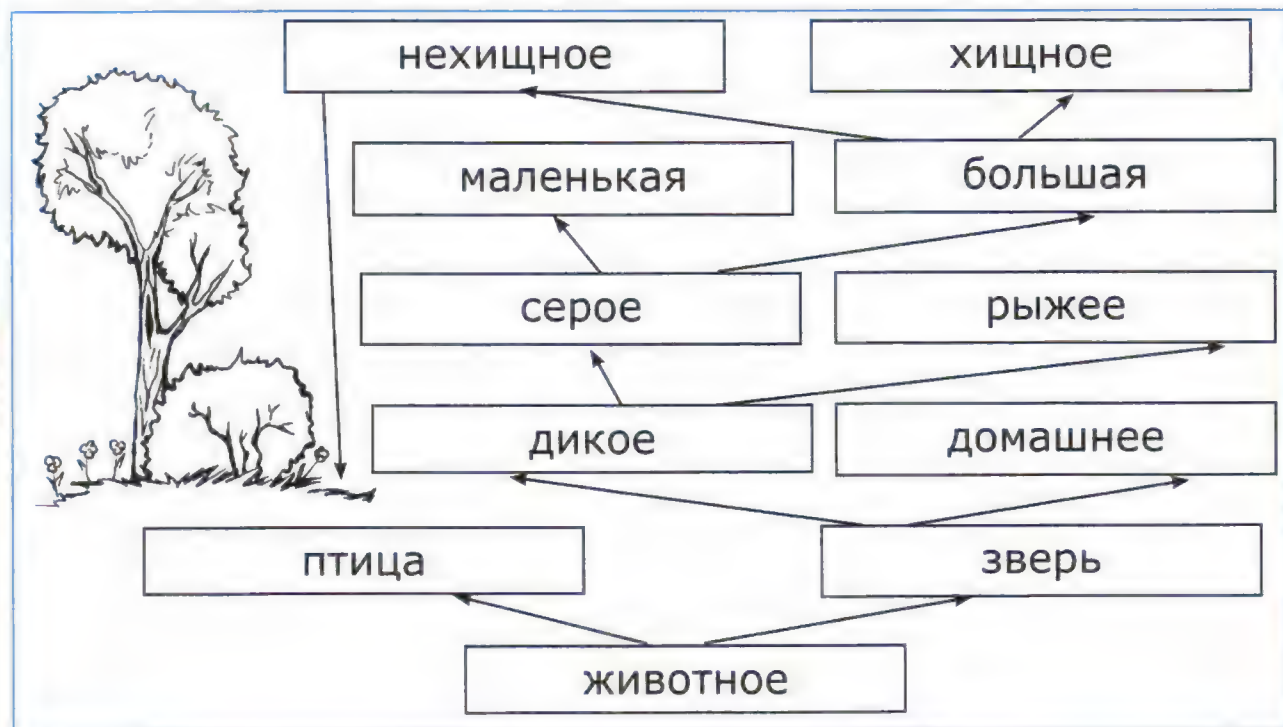 нехищное
хищное
маленькая
большая
серое
рыжее
дикое
домашнее
птица
зверь
животное